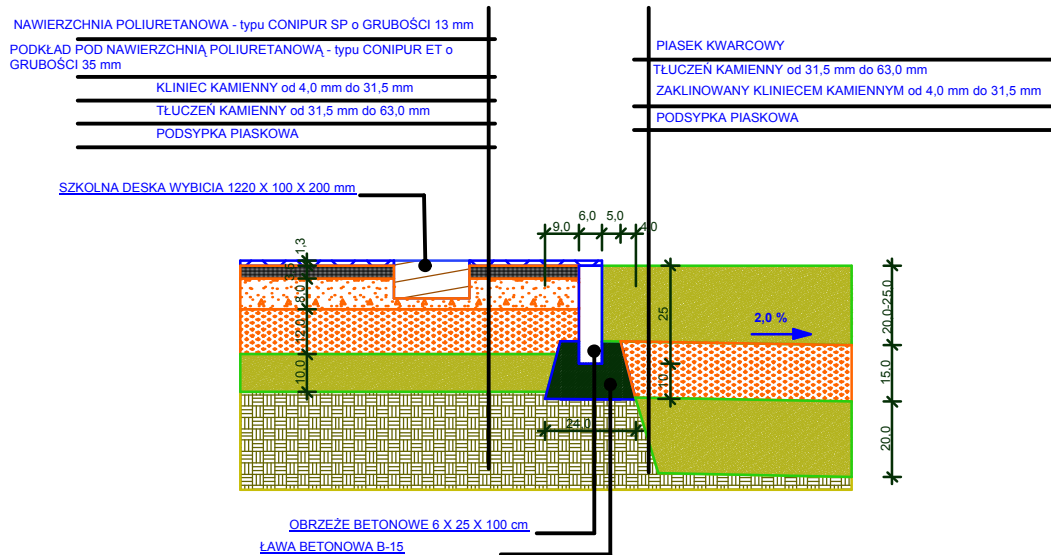 NAWIERZCHNIA POLIURETANOWA - typu CONIPUR SP o GRUBOŚCI 13 mm
PODKŁAD POD NAWIERZCHNIĄ POLIURETANOWĄ - typu CONIPUR ET o
GRUBOŚCI 35 mm
KLINIEC KAMIENNY od 4,0 mm do 31,5 mm
TŁUCZEŃ KAMIENNY od 31,5 mm do 63,0 mm
PODSYPKA PIASKOWA
PIASEK KWARCOWY
TŁUCZEŃ KAMIENNY od 31,5 mm do 63,0 mm
ZAKLINOWANY KLINIECEM KAMIENNYM od 4,0 mm do 31,5 mm
PODSYPKA PIASKOWA
SZKOLNA DESKA WYBICIA 1220 X 100 X 200 mm
9,0
6,0
5,0
4,0
1,3
8,0
12,0
10,0
25
10
24,0
2,0 %
20,0-25,0
15,0
20,0
OBRZEŻE BETONOWE 6 X 25 X 100 cm
ŁAWA BETONOWA B-15